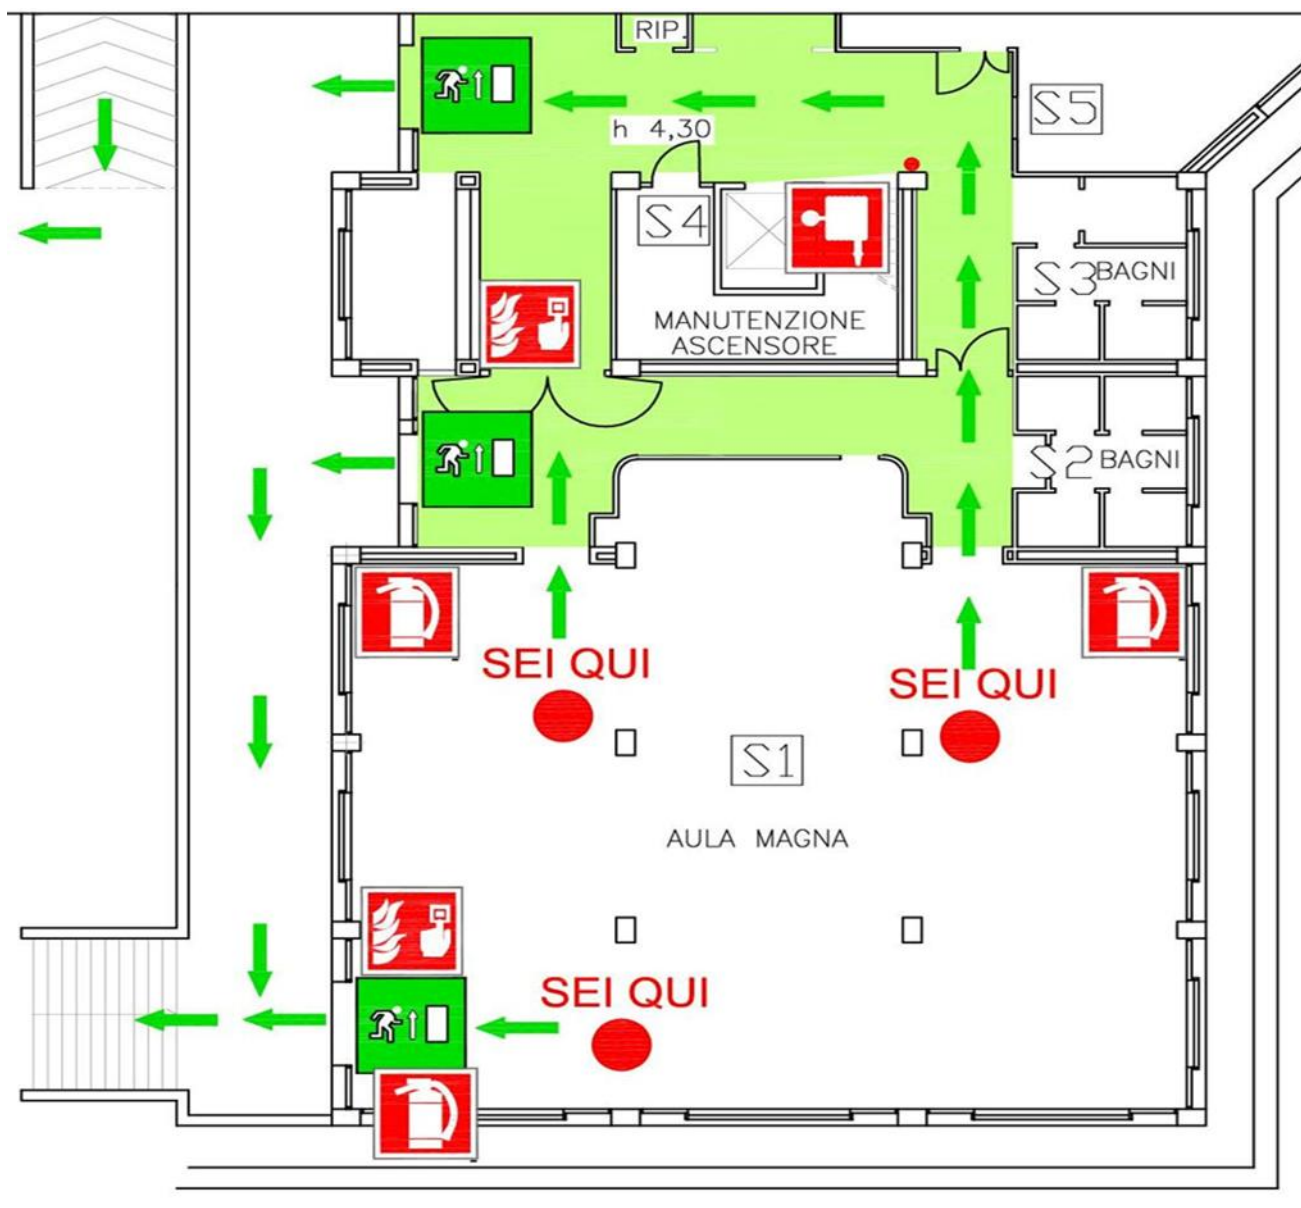 RIP.
h 4,30
S5
S4
S3 BAGNI
MANUTENZIONE
ASCENSORE
S2 BAGNI
SEI QUI
SEI QUI
S1
AULA MAGNA
SEI QUI